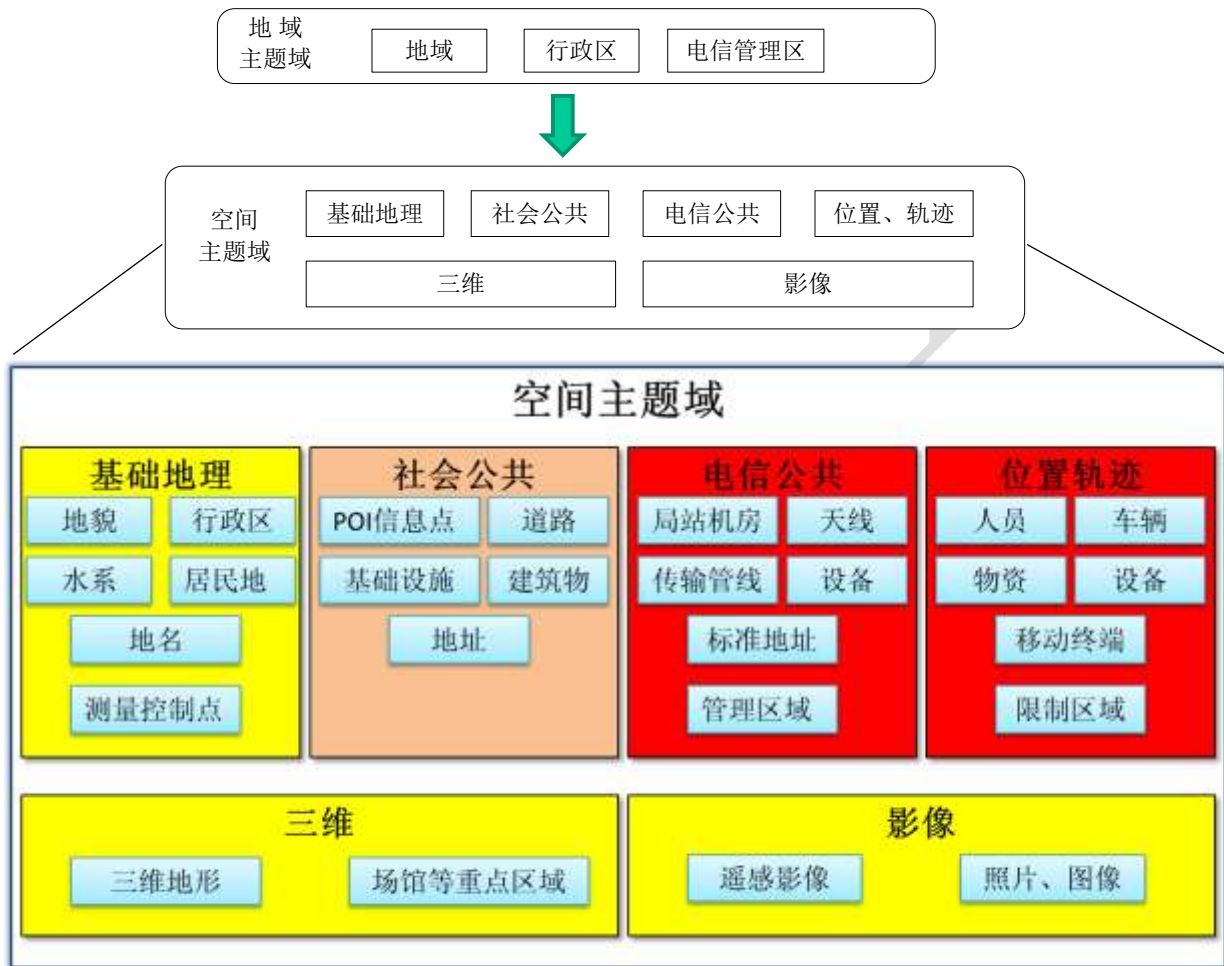 地 域
主题域
地域
行政区
电信管理区
空间
主题域
基础地理
社会公共
电信公共
位置、轨迹
三维
影像
空间主题域
基础地理
地貌
行政区
水系
居民地
地名
测量控制点
社会公共
POI信息点
道路
基础设施
建筑物
地址
电信公共
局站机房
天线
传输管线
设备
标准地址
管理区域
位置轨迹
人员
车辆
物资
设备
移动终端
限制区域
三维
三维地形
场馆等重点区域
影像
遥感影像
照片、图像